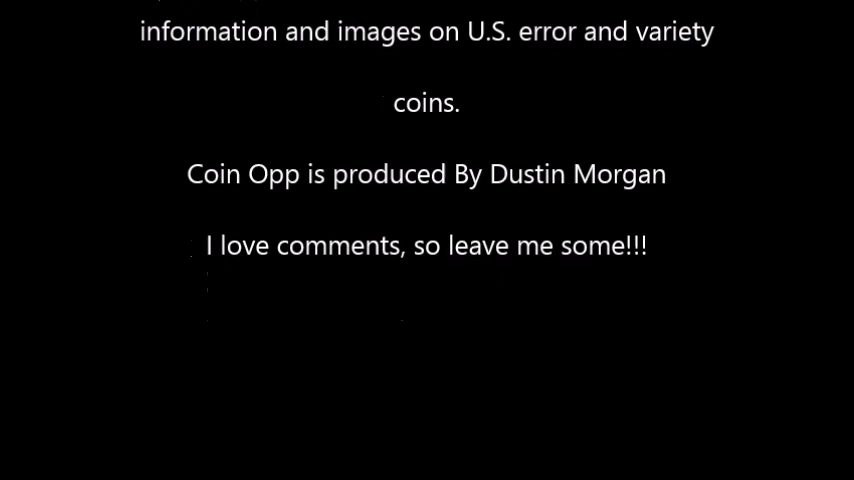 information and images on U.S. error and variety
coins.
Coin Opp is produced By Dustin Morgan
I love comments, so leave me some!!!